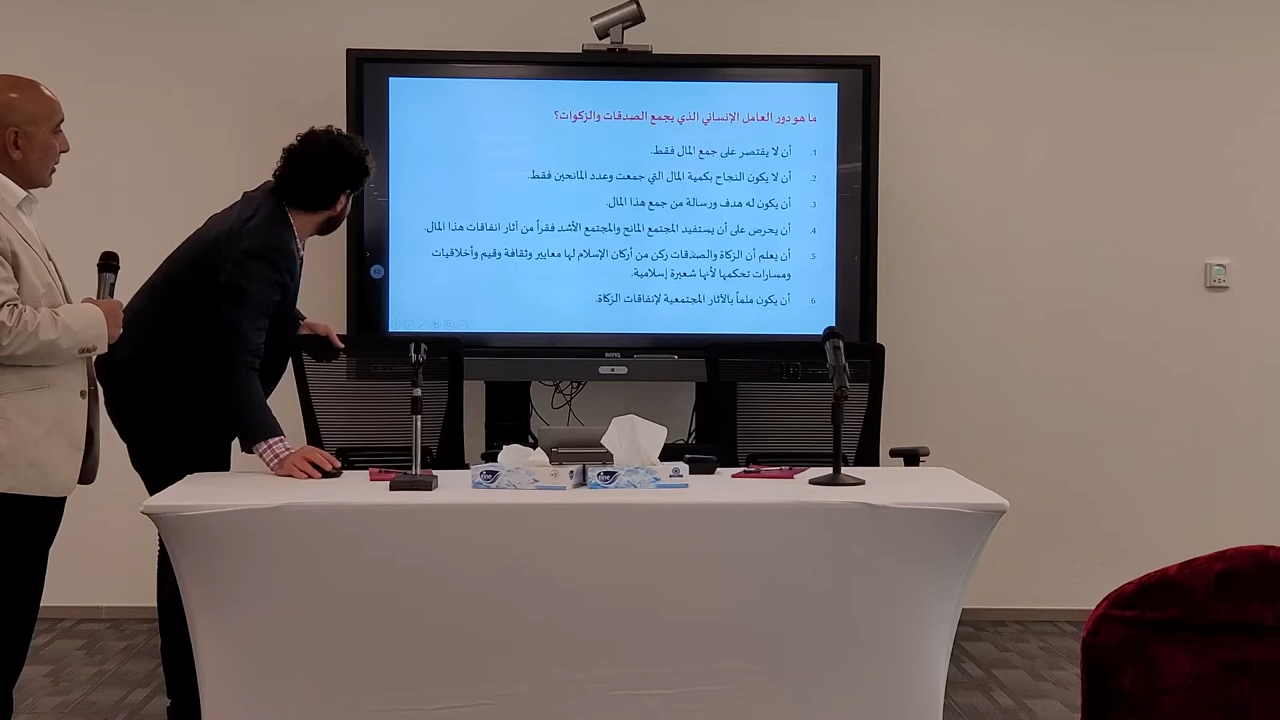 ما هو دور العامل الإنساني الذي يجمع الصدقات والزكوات؟
1. أن لا يقتصر على جمع المال فقط.
2. أن لا يكون النجاح بكمية المال التي جمعت وعدد المانحين فقط.
3. أن يكون له هدف ورسالة من جمع هذا المال.
4. أن يحرص على أن يستفيد المجتمع المانح والمجتمع الأشد فقراً من آثار انفاقات هذا المال.
5. أن يعلم أن الزكاة والصدقات ركن من أركان الإسلام لها معايير وثقافة وقيم وأخلاقيات
ومسارات تحكمها لأنها شعيرة إسلامية.
6. أن يكون ملماً بالآثار المجتمعية لإنفاقات الزكاة.
12
BenQ
fine
fine